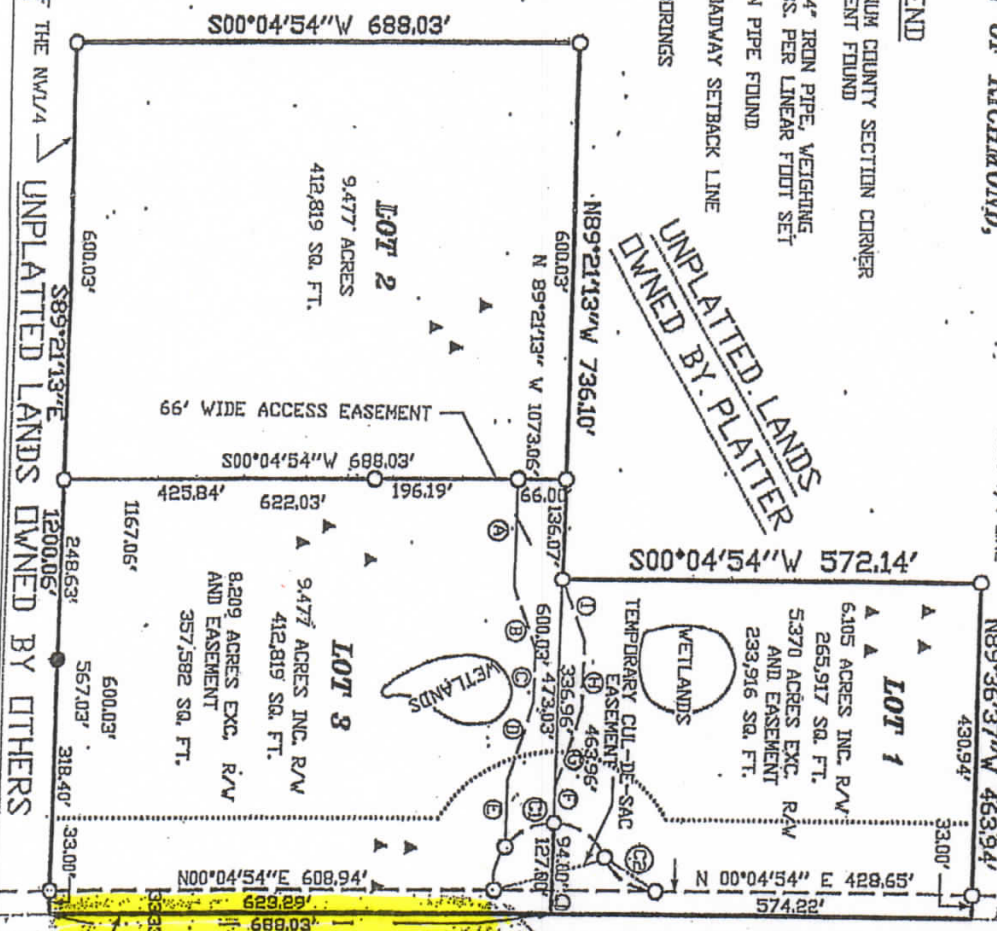 OF THE NW1/4
UNPLATTED LANDS OWNED BY OTHERS
S00°04'54"W 688.03'
END
COUNTY SECTION CORNER
FOUND
IRON PIPE, WEIGHING
PER LINEAR FOOT SET
PIPE FOUND.
SETBACK LINE
UNPLATTED LANDS
OWNED BY PLATTER
LOT 2
9.477 ACRES
412,819 SQ. FT.
600.03'
S89°21'13"E
1200.06'
600.03'
N89°21'13"W 736.10'
N 89°21'13" W 1073.06'
66' WIDE ACCESS EASEMENT
S00°04'54"W 688.03'
425.84'
196.19'
66.00'
622.03'
136.07'
1167.06'
248.63'
567.03'
600.03'
318.40'
33.00'
LOT 3
9.477 ACRES INC. R/W
412,819 SQ. FT.
8.209 ACRES EXC. R/W
AND EASEMENT
357,582 SQ. FT.
WETLANDS
A
B
C
D
E
C1
600.03'
473.03'
127.00'
336.96'
463.96'
94.00'
I
H
G
F
C2
TEMPORARY CUL-DE-SAC
EASEMENT
WETLANDS
S00°04'54"W 572.14'
LOT 1
6.105 ACRES INC. R/W
265,917 SQ. FT.
5.370 ACRES EXC. R/W
AND EASEMENT
233,916 SQ. FT.
N89°36'37"W 463.94'
430.94'
33.00'
N00°04'54"E 608.94'
N 00°04'54" E 428.65'
623.29'
574.22'
688.03'